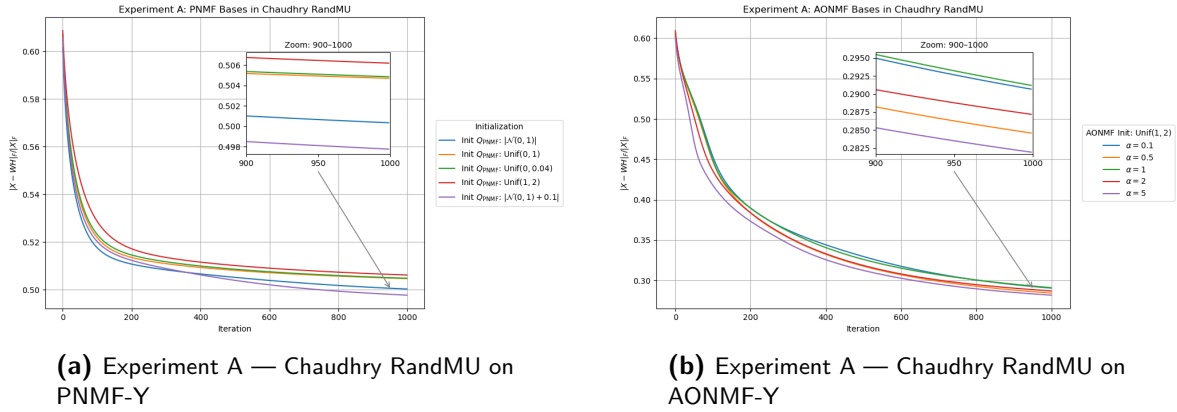 Experiment A: PNMF Bases in Chaudhry RandMU
|X − WH|F/|X|F
0.60
0.58
0.56
0.54
0.52
0.50
0
200
400
600
800
1000
Iteration
Zoom: 900–1000
0.506
0.504
0.502
0.500
0.498
900
950
1000
Initialization
Init QPNMF: |𝒩(0, 1)|
Init QPNMF: Unif(0, 1)
Init QPNMF: Unif(0, 0.04)
Init QPNMF: Unif(1, 2)
Init QPNMF: |𝒩(0, 1) + 0.1|
(a) Experiment A — Chaudhry RandMU on
PNMF-Y
Experiment A: AONMF Bases in Chaudhry RandMU
|X − WH|F/|X|F
0.60
0.55
0.50
0.45
0.40
0.35
0.30
0
200
400
600
800
1000
Iteration
Zoom: 900–1000
0.2950
0.2925
0.2900
0.2875
0.2850
0.2825
900
950
1000
AONMF Init: Unif(1, 2)
α = 0.1
α = 0.5
α = 1
α = 2
α = 5
(b) Experiment A — Chaudhry RandMU on
AONMF-Y